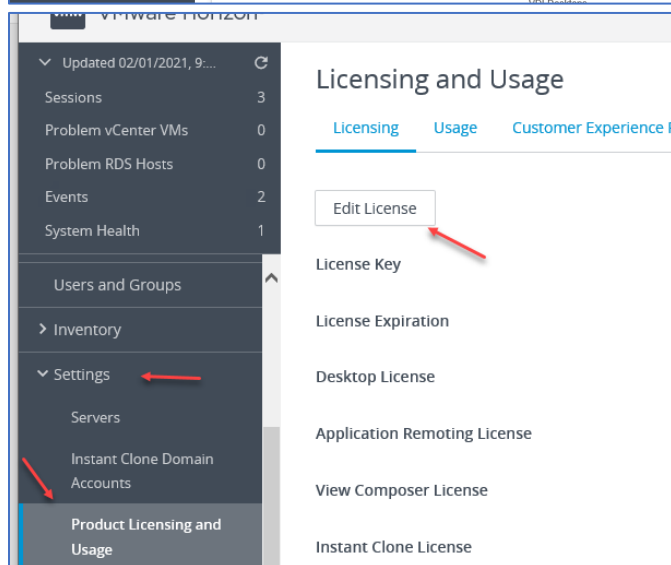 VMware Horizon
Updated 02/01/2021, 9:...
Sessions 3
Problem vCenter VMs 0
Problem RDS Hosts 0
Events 2
System Health 1
Users and Groups
Inventory
Settings
Servers
Instant Clone Domain
Accounts
Product Licensing and
Usage
Licensing and Usage
Licensing Usage Customer Experience
Edit License
License Key
License Expiration
Desktop License
Application Remoting License
View Composer License
Instant Clone License